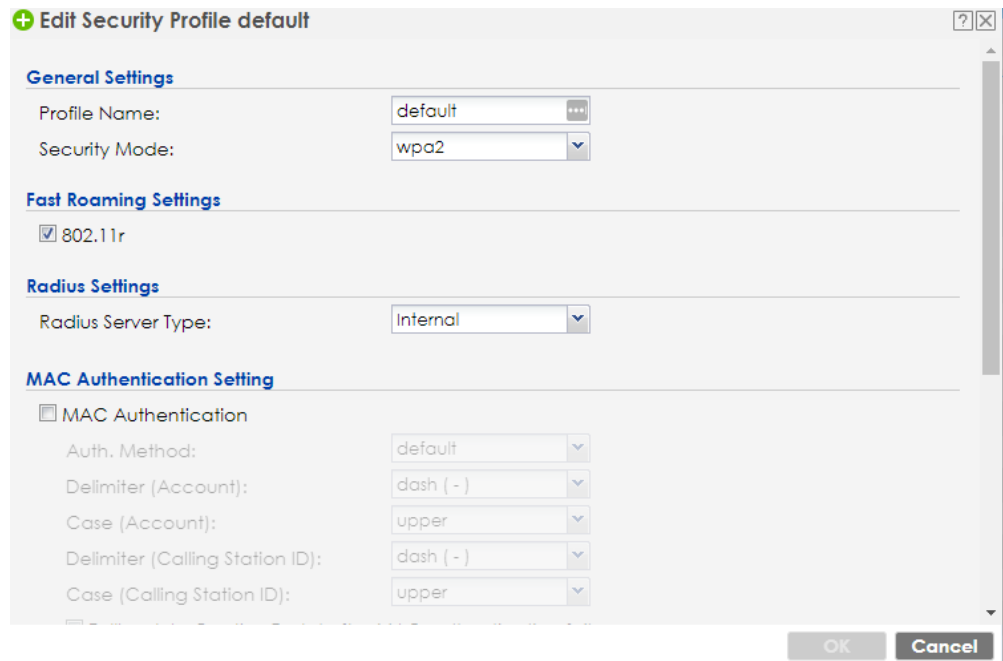 Edit Security Profile default
?
General Settings
Profile Name: default
Security Mode: wpa2
Fast Roaming Settings
802.11r
Radius Settings
Radius Server Type: Internal
MAC Authentication Setting
MAC Authentication
Auth. Method: default
Delimiter (Account): dash ( - )
Case (Account): upper
Delimiter (Calling Station ID): dash ( - )
Case (Calling Station ID): upper
OK Cancel